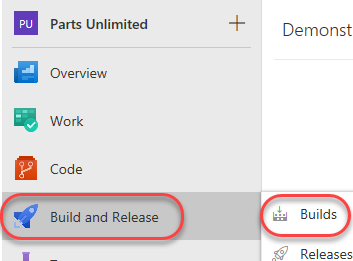 PU Parts Unlimited +
Demonst
Overview
Work
Code
Build and Release
Builds
Releases